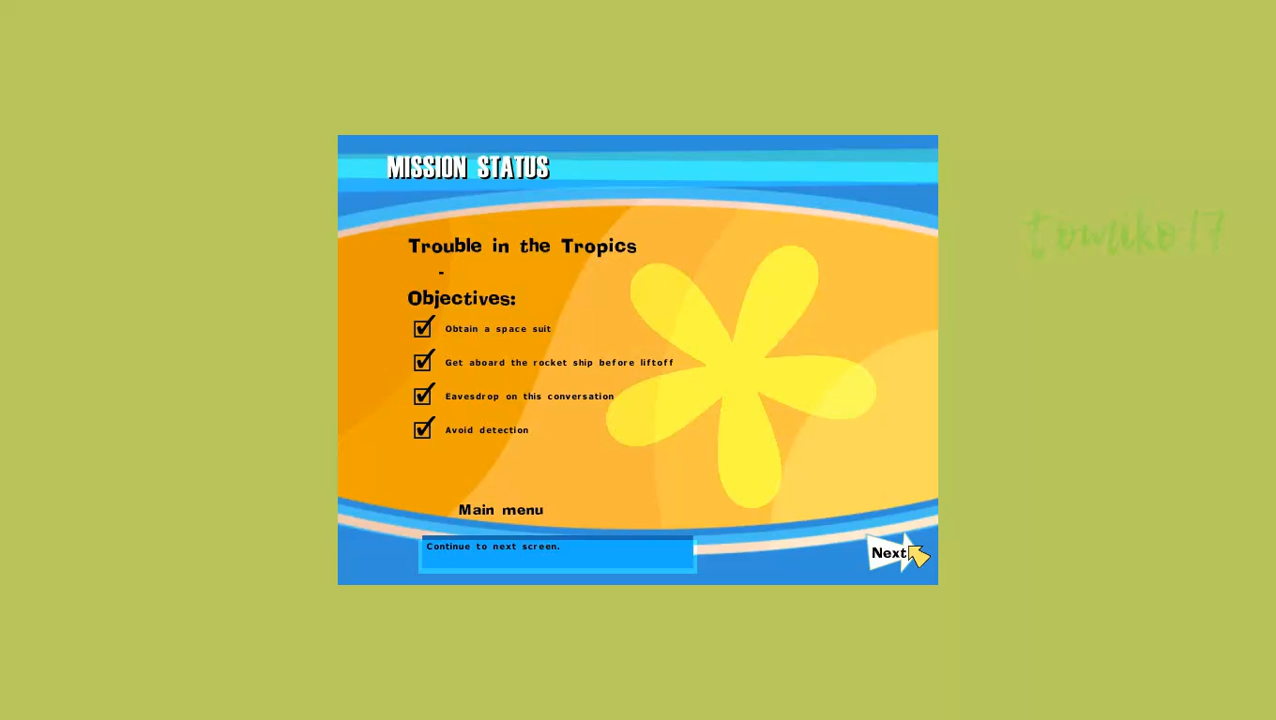 MISSION STATUS
tomiko17
Trouble in the Tropics
-
Objectives:
Obtain a space suit
Get aboard the rocket ship before liftoff
Eavesdrop on this conversation
Avoid detection
Main menu
Continue to next screen.
Next